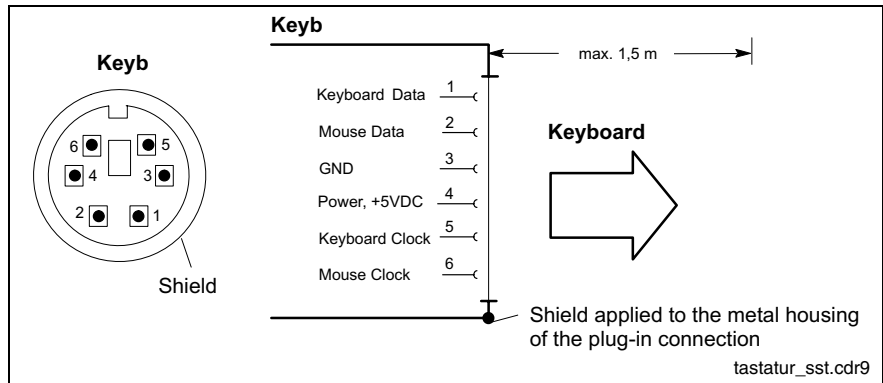 Keyb
6
5
4
3
2
1
Shield
Keyb
max. 1,5 m
Keyboard Data 1
Mouse Data 2
GND 3
Power, +5VDC 4
Keyboard Clock 5
Mouse Clock 6
Keyboard
Shield applied to the metal housing
of the plug-in connection
tastatur_sst.cdr9